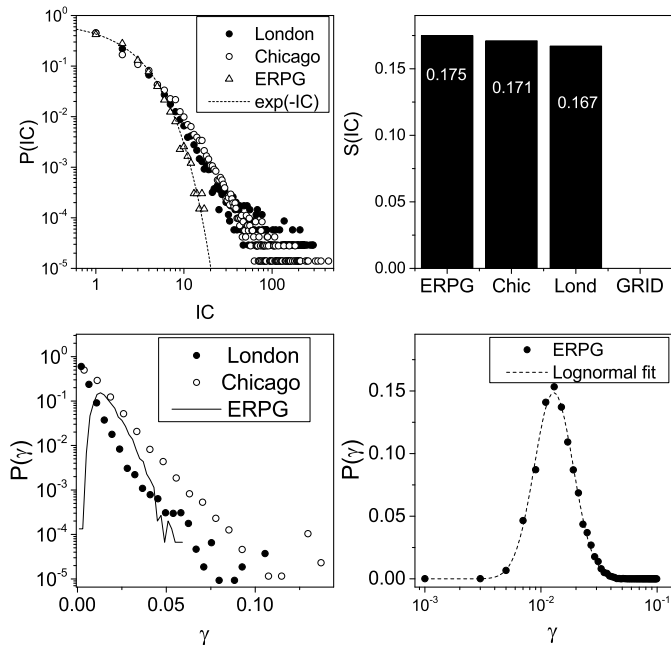 10^0
10^-1
10^-2
10^-3
10^-4
10^-5
P(IC)
London
Chicago
ERPG
exp(-IC)
1
10
100
IC
0.15
0.10
0.05
0.00
S(IC)
0.175
0.171
0.167
ERPG
Chic
Lond
GRID
10^0
10^-1
10^-2
10^-3
10^-4
10^-5
P(γ)
London
Chicago
ERPG
0.00
0.05
0.10
γ
0.15
0.10
0.05
0.00
P(γ)
ERPG
Lognormal fit
10^-3
10^-2
10^-1
γ